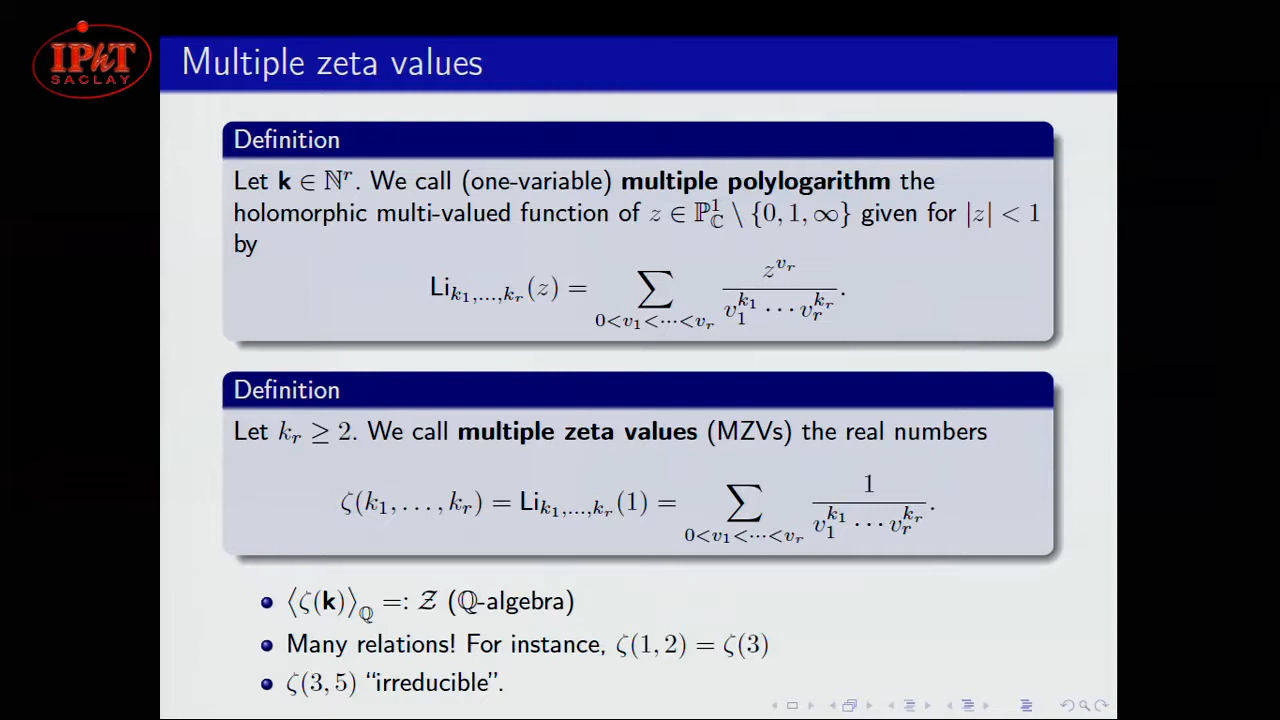 IPhT
SACLAY
Multiple zeta values
Definition
Let 𝐤 ∈ ℕ^r. We call (one-variable) multiple polylogarithm the
holomorphic multi-valued function of z ∈ ℙ^1_ℂ \ {0, 1, ∞} given for |z| < 1
by
Li_{k_1,…,k_r}(z) = ∑_{0<v_1<⋯<v_r} z^{v_r} / (v_1^{k_1} ⋯ v_r^{k_r}).
Definition
Let k_r ≥ 2. We call multiple zeta values (MZVs) the real numbers
ζ(k_1, …, k_r) = Li_{k_1,…,k_r}(1) = ∑_{0<v_1<⋯<v_r} 1 / (v_1^{k_1} ⋯ v_r^{k_r}).
⟨ζ(𝐤)⟩_ℚ =: 𝒵 (ℚ-algebra)
Many relations! For instance, ζ(1, 2) = ζ(3)
ζ(3, 5) “irreducible”.